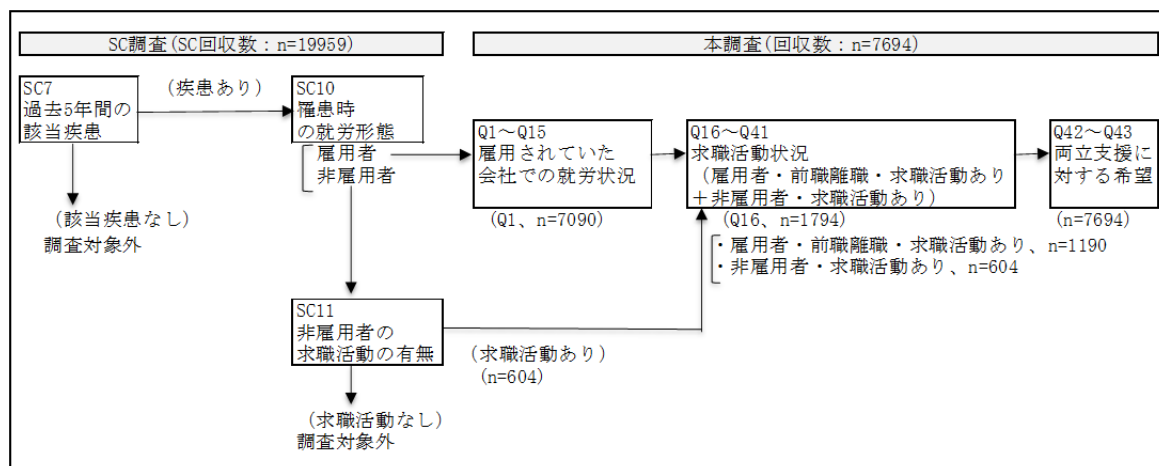 SC調査(SC回収数：n=19959)
本調査(回収数：n=7694)
SC7
過去5年間の
該当疾患
(疾患あり)
(該当疾患なし)
調査対象外
SC10
罹患時
の就労形態
雇用者
非雇用者
SC11
非雇用者の
求職活動の有無
(求職活動あり)
(n=604)
(求職活動なし)
調査対象外
Q1～Q15
雇用されていた
会社での就労状況
(Q1、n=7090)
Q16～Q41
求職活動状況
(雇用者・前職離職・求職活動あり
＋非雇用者・求職活動あり)
(Q16、n=1794)
・雇用者・前職離職・求職活動あり、n=1190
・非雇用者・求職活動あり、n=604
Q42～Q43
両立支援に
対する希望
(n=7694)